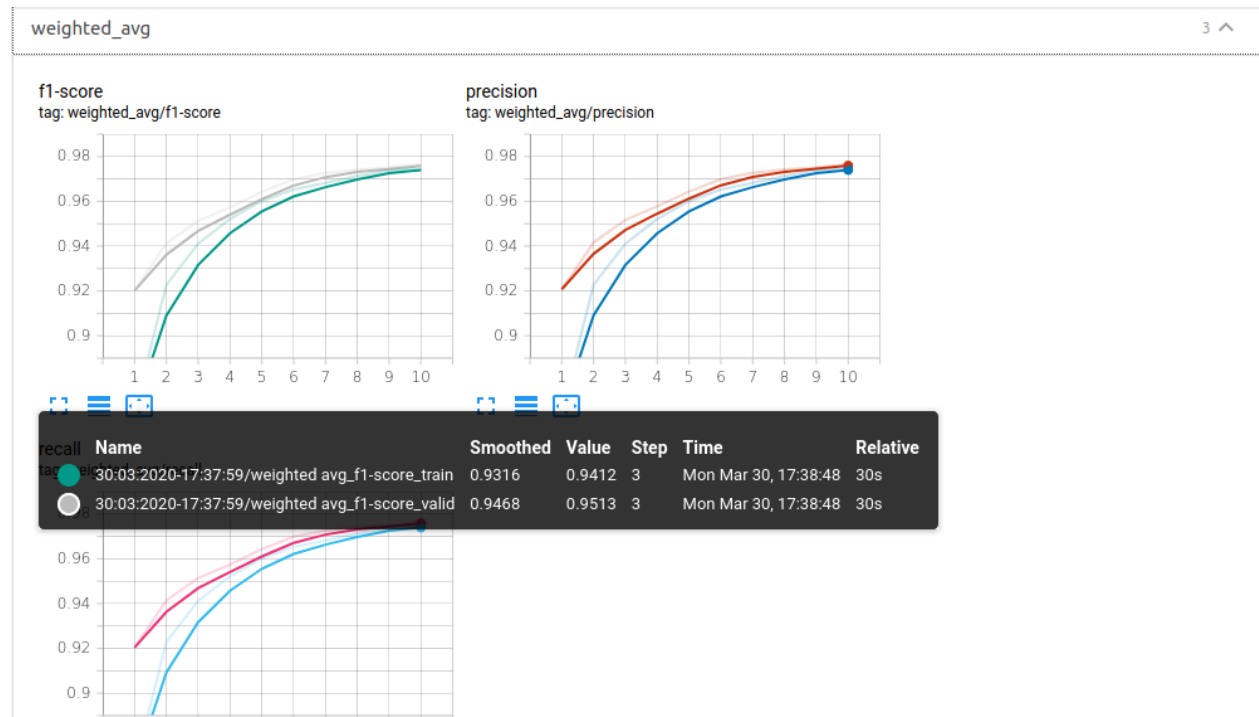 weighted_avg
3
f1-score
tag: weighted_avg/f1-score
0.98
0.96
0.94
0.92
0.9
1 2 3 4 5 6 7 8 9 10
precision
tag: weighted_avg/precision
0.98
0.96
0.94
0.92
0.9
1 2 3 4 5 6 7 8 9 10
recall
Name Smoothed Value Step Time Relative
30:03:2020-17:37:59/weighted avg_f1-score_train 0.9316 0.9412 3 Mon Mar 30, 17:38:48 30s
30:03:2020-17:37:59/weighted avg_f1-score_valid 0.9468 0.9513 3 Mon Mar 30, 17:38:48 30s
0.96
0.94
0.92
0.9